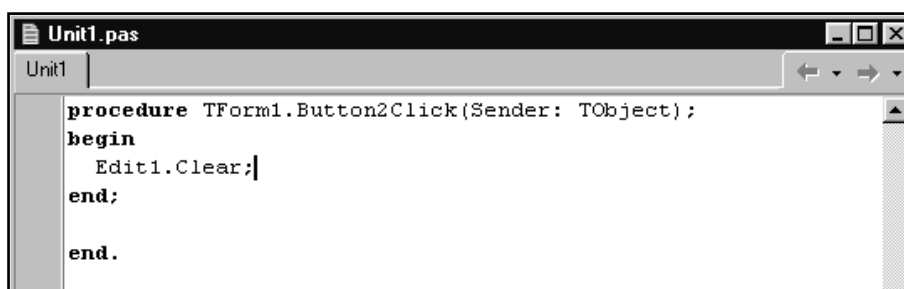 Unit1.pas
Unit1
procedure TForm1.Button2Click(Sender: TObject);
begin
  Edit1.Clear;
end;
end.